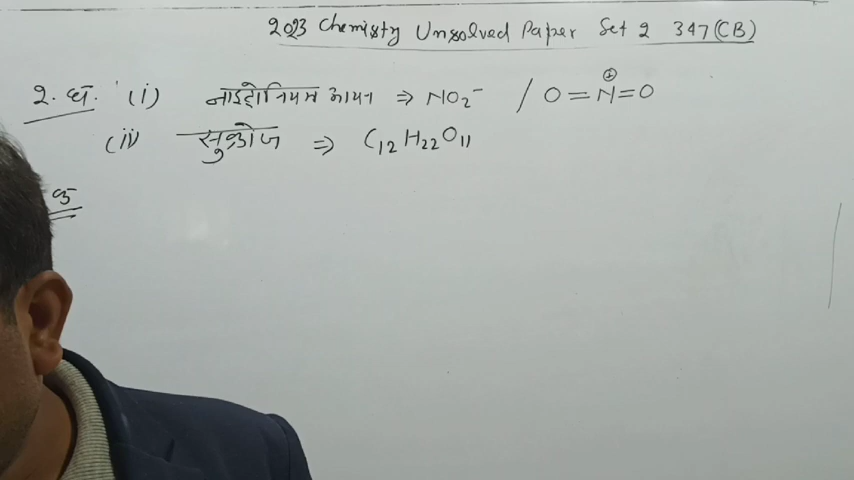 2023 Chemistry Unsolved Paper Set 2 347(CB)
2. घ. (i) नाइट्रोनियम आयन ⇒ NO₂⁻ / O=N⊕=O
(ii) सुक्रोज ⇒ C₁₂H₂₂O₁₁